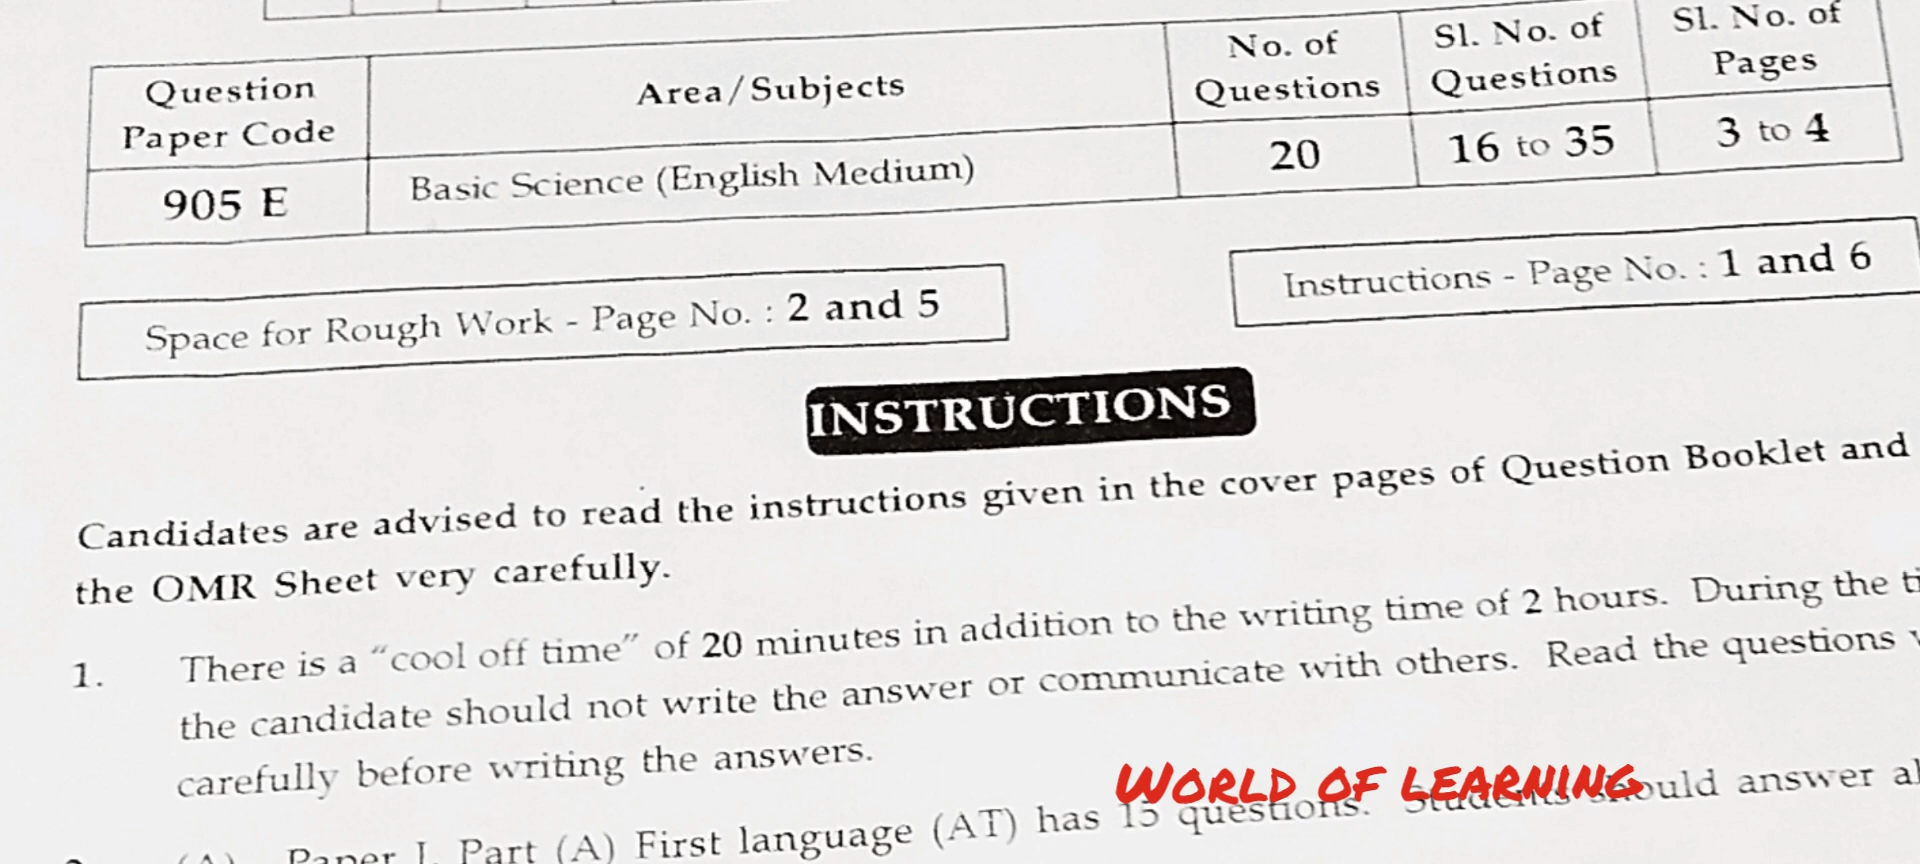 Question Paper Code
Area/Subjects
No. of Questions
Sl. No. of Questions
Sl. No. of Pages
905 E
Basic Science (English Medium)
20
16 to 35
3 to 4
Space for Rough Work - Page No. : 2 and 5
Instructions - Page No. : 1 and 6
INSTRUCTIONS
Candidates are advised to read the instructions given in the cover pages of Question Booklet and
the OMR Sheet very carefully.
1. There is a “cool off time” of 20 minutes in addition to the writing time of 2 hours. During the
the candidate should not write the answer or communicate with others. Read the questions
carefully before writing the answers.
WORLD OF LEARNING
(A) Paper I, Part (A) First language (AT) has 15 questions. Students should answer